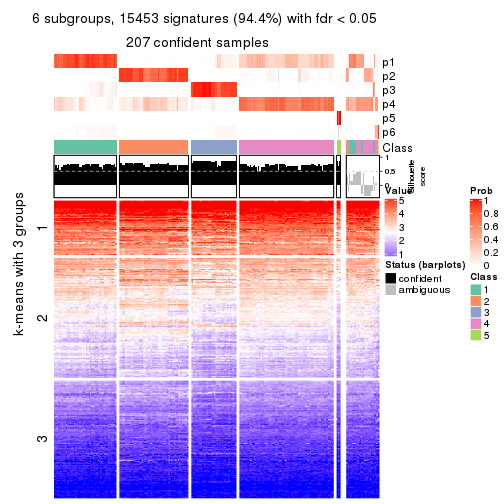 6 subgroups, 15453 signatures (94.4%) with fdr < 0.05
207 confident samples
p1
p2
p3
p4
p5
p6
Class
1
0.5
0
Silhouette
score
k-means with 3 groups
1
2
3
Value
5
4
3
2
1
Status (barplots)
confident
ambiguous
Prob
1
0.8
0.6
0.4
0.2
0
Class
1
2
3
4
5